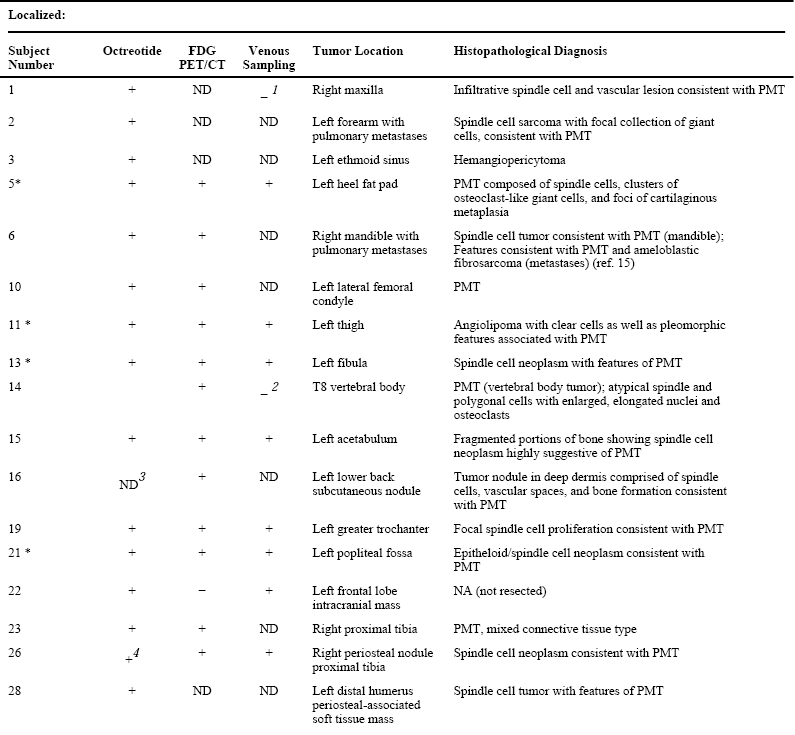 Localized:
Subject Number Octreotide FDG PET/CT Venous Sampling Tumor Location Histopathological Diagnosis
1 + ND _ 1 Right maxilla Infiltrative spindle cell and vascular lesion consistent with PMT
2 + ND ND Left forearm with Spindle cell sarcoma with focal collection of giant
pulmonary metastases cells, consistent with PMT
3 + ND ND Left ethmoid sinus Hemangiopericytoma
5* + + + Left heel fat pad PMT composed of spindle cells, clusters of
osteoclast-like giant cells, and foci of cartilaginous
metaplasia
6 + + ND Right mandible with Spindle cell tumor consistent with PMT (mandible);
pulmonary metastases Features consistent with PMT and ameloblastic
fibrosarcoma (metastases) (ref. 15)
10 + + ND Left lateral femoral PMT
condyle
11 * + + + Left thigh Angiolipoma with clear cells as well as pleomorphic
features associated with PMT
13 * + + + Left fibula Spindle cell neoplasm with features of PMT
14 + _ 2 T8 vertebral body PMT (vertebral body tumor); atypical spindle and
polygonal cells with enlarged, elongated nuclei and
osteoclasts
15 + + + Left acetabulum Fragmented portions of bone showing spindle cell
neoplasm highly suggestive of PMT
16 ND3 + ND Left lower back Tumor nodule in deep dermis comprised of spindle
subcutaneous nodule cells, vascular spaces, and bone formation consistent
with PMT
19 + + + Left greater trochanter Focal spindle cell proliferation consistent with PMT
21 * + + + Left popliteal fossa Epitheloid/spindle cell neoplasm consistent with
PMT
22 + − + Left frontal lobe NA (not resected)
intracranial mass
23 + + ND Right proximal tibia PMT, mixed connective tissue type
26 +4 + + Right periosteal nodule Spindle cell neoplasm consistent with PMT
proximal tibia
28 + ND ND Left distal humerus Spindle cell tumor with features of PMT
periosteal-associated
soft tissue mass